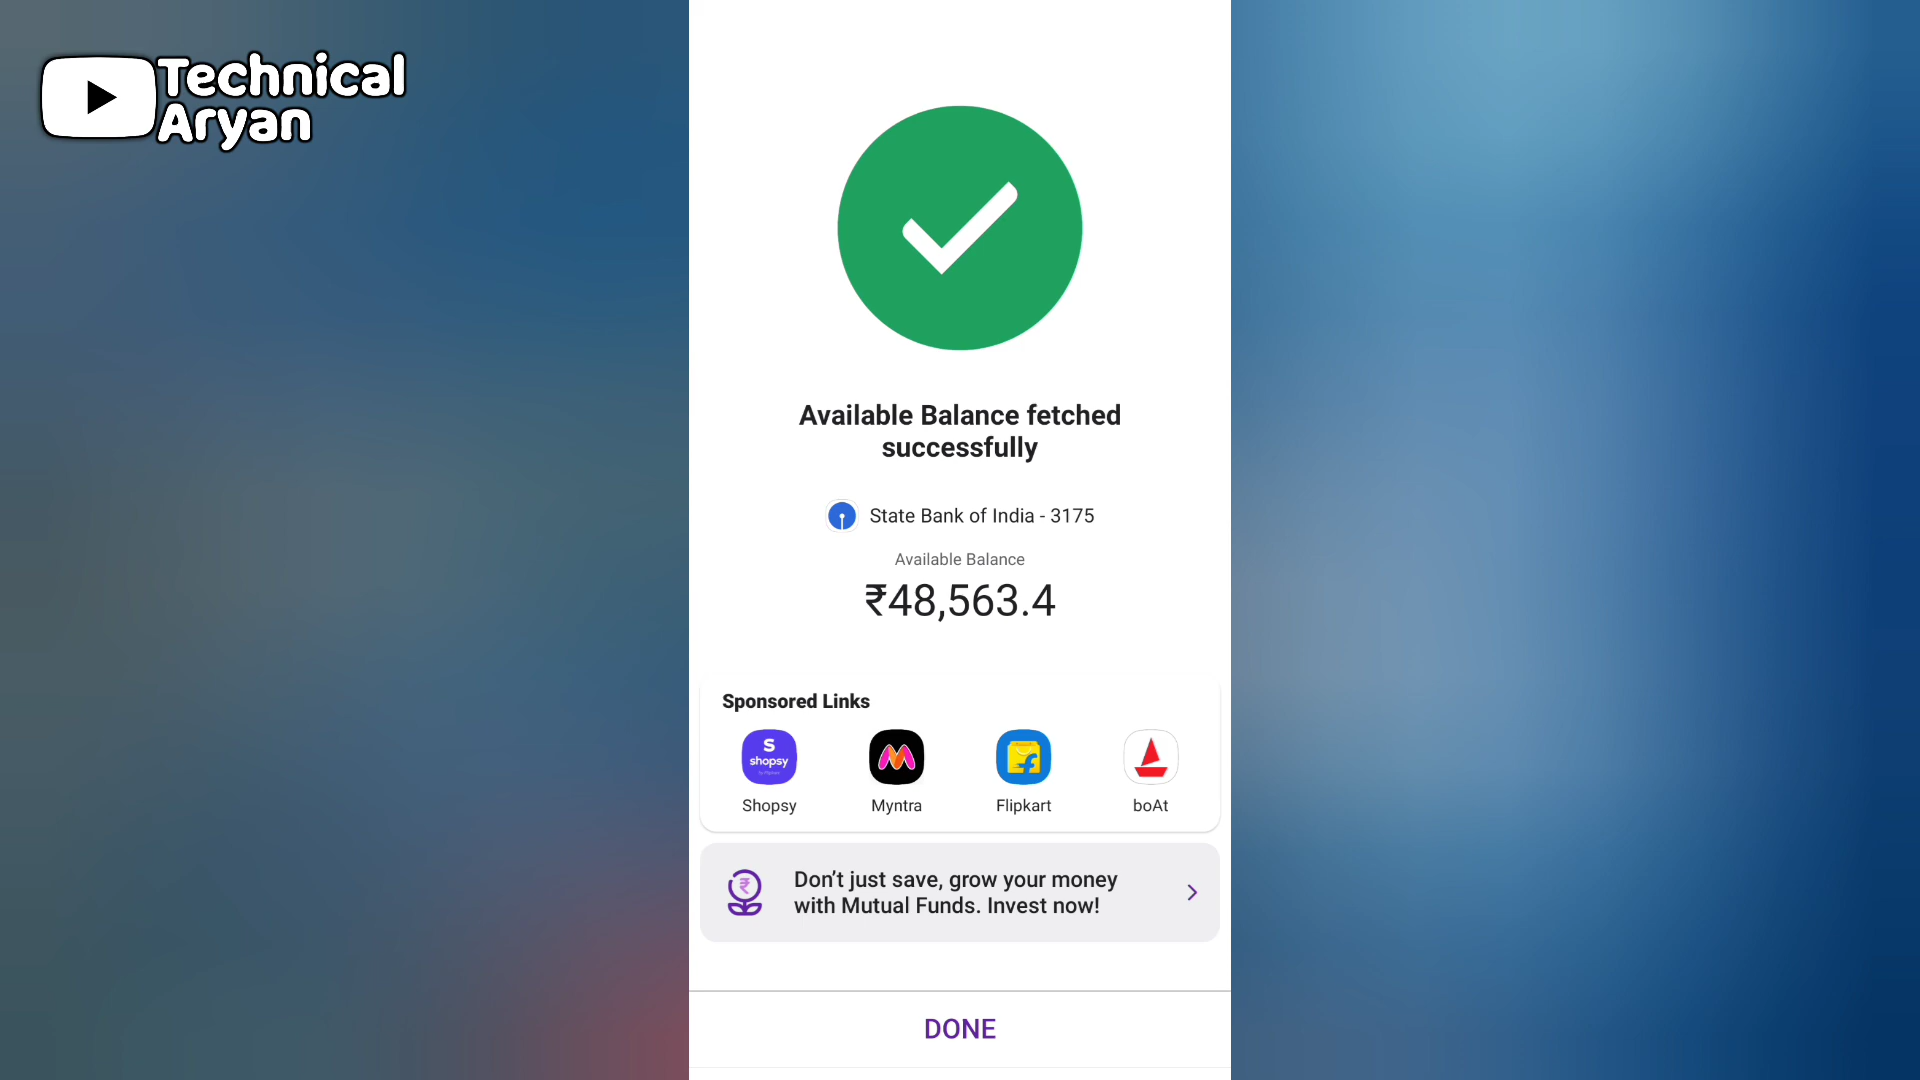 Technical
Aryan
Available Balance fetched
successfully
State Bank of India - 3175
Available Balance
₹48,563.4
Sponsored Links
S
shopsy
Shopsy
Myntra
Flipkart
boAt
Don’t just save, grow your money
with Mutual Funds. Invest now!
DONE